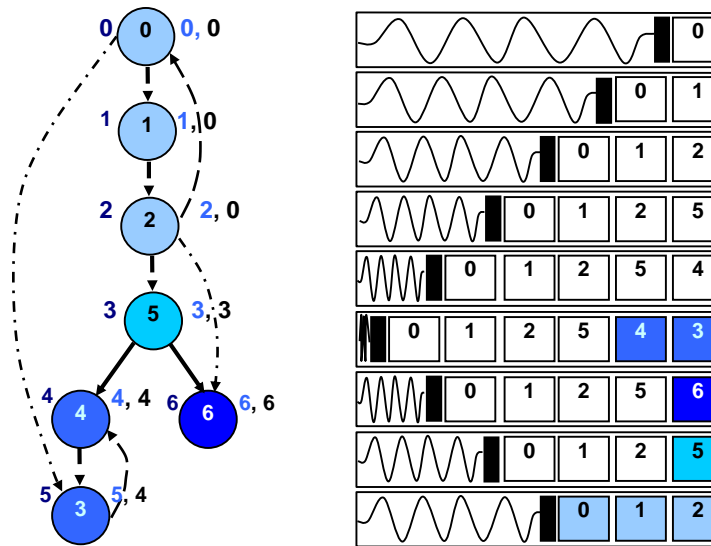 0 0 0, 0
1 1 1, 0
2 2 2, 0
3 5 3, 3
4 4 4, 4
6 6 6, 6
5 3 5, 4
0
0 1
0 1 2
0 1 2 5
0 1 2 5 4
0 1 2 5 4 3
0 1 2 5 6
0 1 2 5
0 1 2